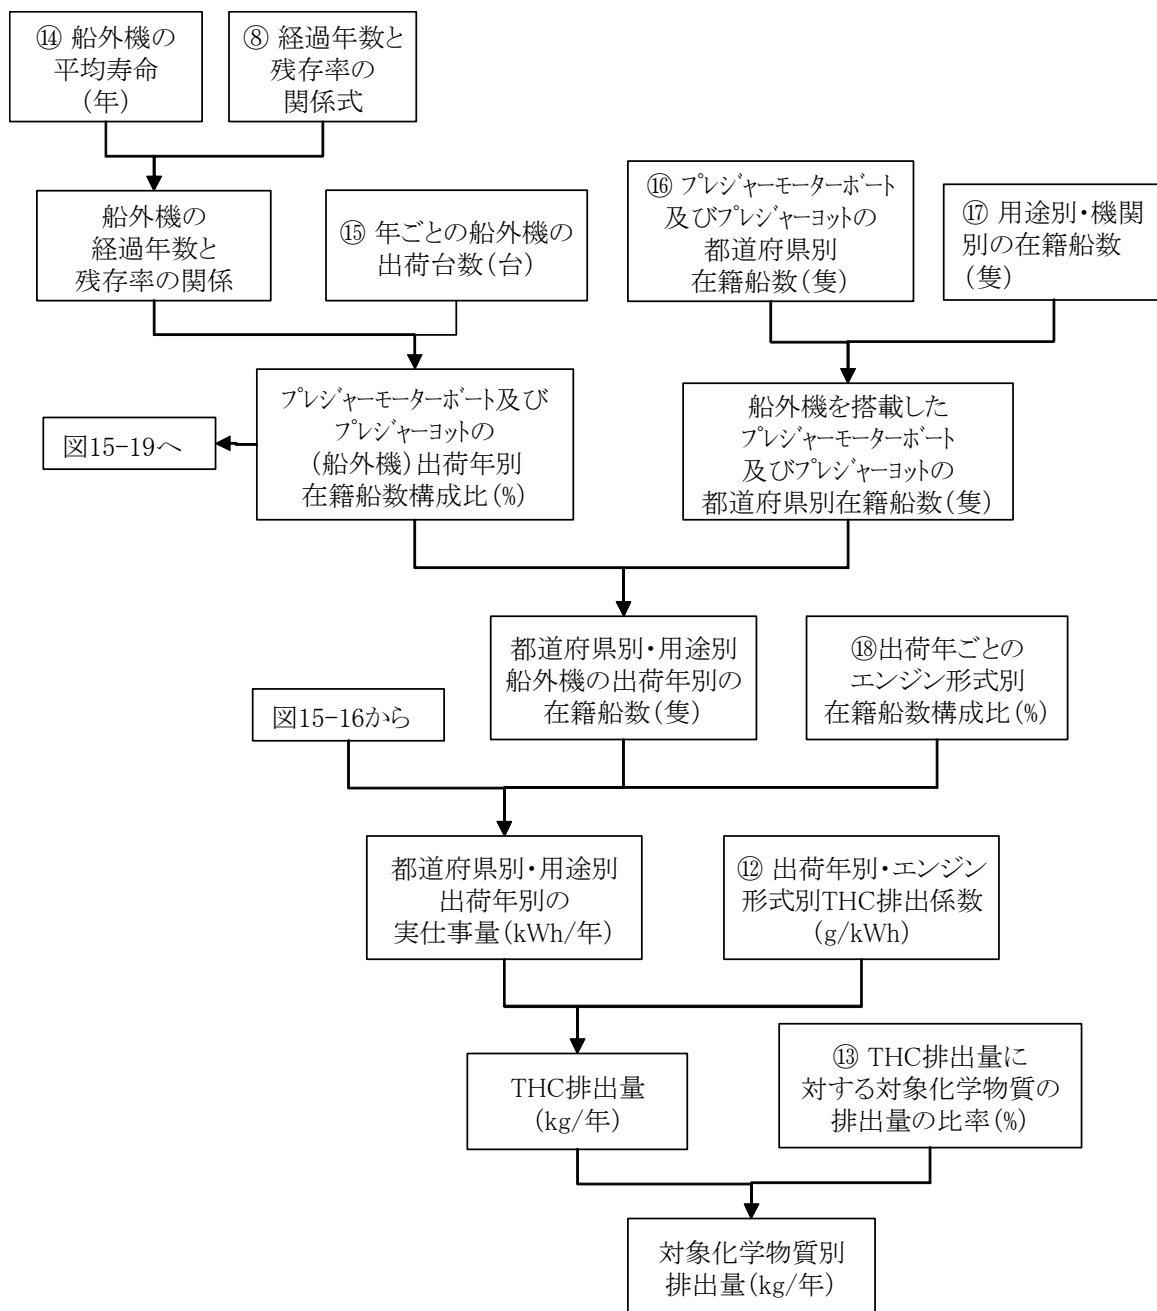 ⑭ 船外機の
平均寿命
(年)
⑧ 経過年数と
残存率の
関係式
船外機の
経過年数と
残存率の関係
⑮ 年ごとの船外機の
出荷台数(台)
⑯ プレジャーモーターボート
及びプレジャーヨットの
都道府県別
在籍船数(隻)
⑰ 用途別・機関
別の在籍船数
(隻)
図15-19へ
プレジャーモーターボート及び
プレジャーヨットの
(船外機)出荷年別
在籍船数構成比(%)
船外機を搭載した
プレジャーモーターボート
及びプレジャーヨットの
都道府県別在籍船数(隻)
図15-16から
都道府県別・用途別
船外機の出荷年別の
在籍船数(隻)
⑱出荷年ごとの
エンジン形式別
在籍船数構成比(%)
都道府県別・用途別
出荷年別の
実仕事量(kWh/年)
⑫ 出荷年別・エンジン
形式別THC排出係数
(g/kWh)
THC排出量
(kg/年)
⑬ THC排出量に
対する対象化学物質の
排出量の比率(%)
対象化学物質別
排出量(kg/年)